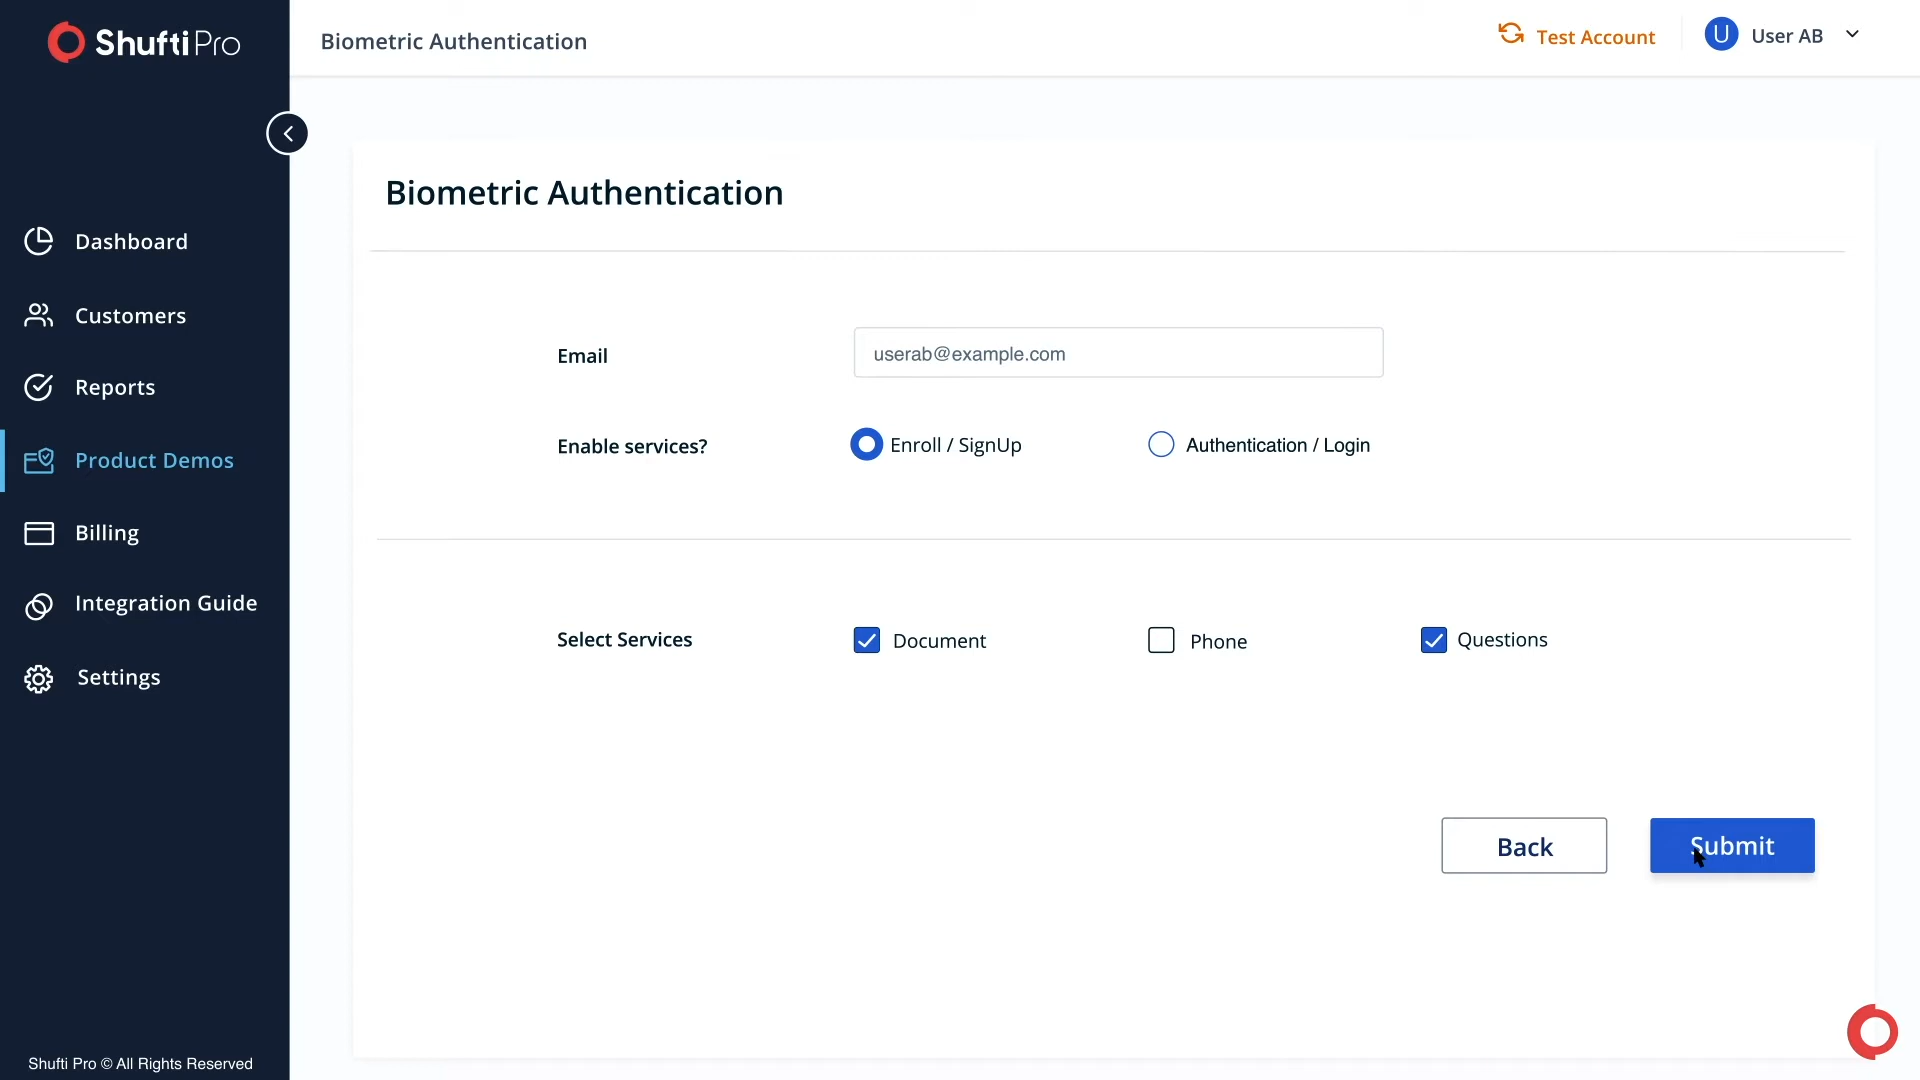 ShuftiPro
Biometric Authentication
Test Account
U
User AB
Biometric Authentication
Dashboard
Customers
Reports
Product Demos
Billing
Integration Guide
Settings
Email
userab@example.com
Enable services?
Enroll / SignUp
Authentication / Login
Select Services
Document
Phone
Questions
Back
Submit
Shufti Pro © All Rights Reserved